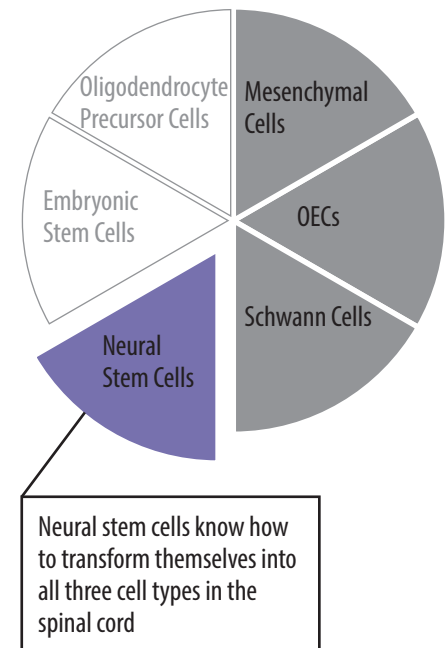 Oligodendrocyte
Precursor Cells
Mesenchymal
Cells
Embryonic
Stem Cells
OECs
Schwann Cells
Neural
Stem Cells
Neural stem cells know how
to transform themselves into
all three cell types in the
spinal cord